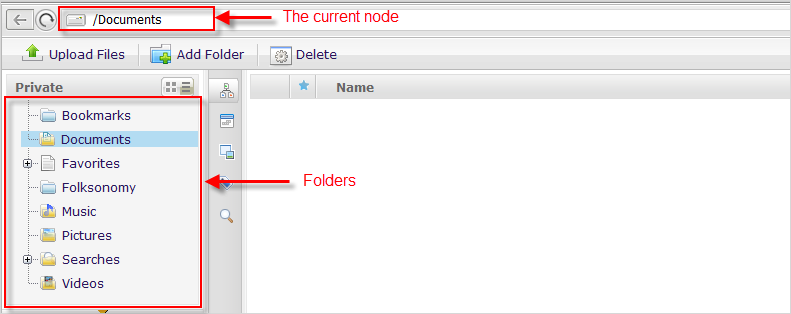 /Documents
The current node
Upload Files
Add Folder
Delete
Private
Name
Bookmarks
Documents
Favorites
Folksonomy
Music
Pictures
Searches
Videos
Folders